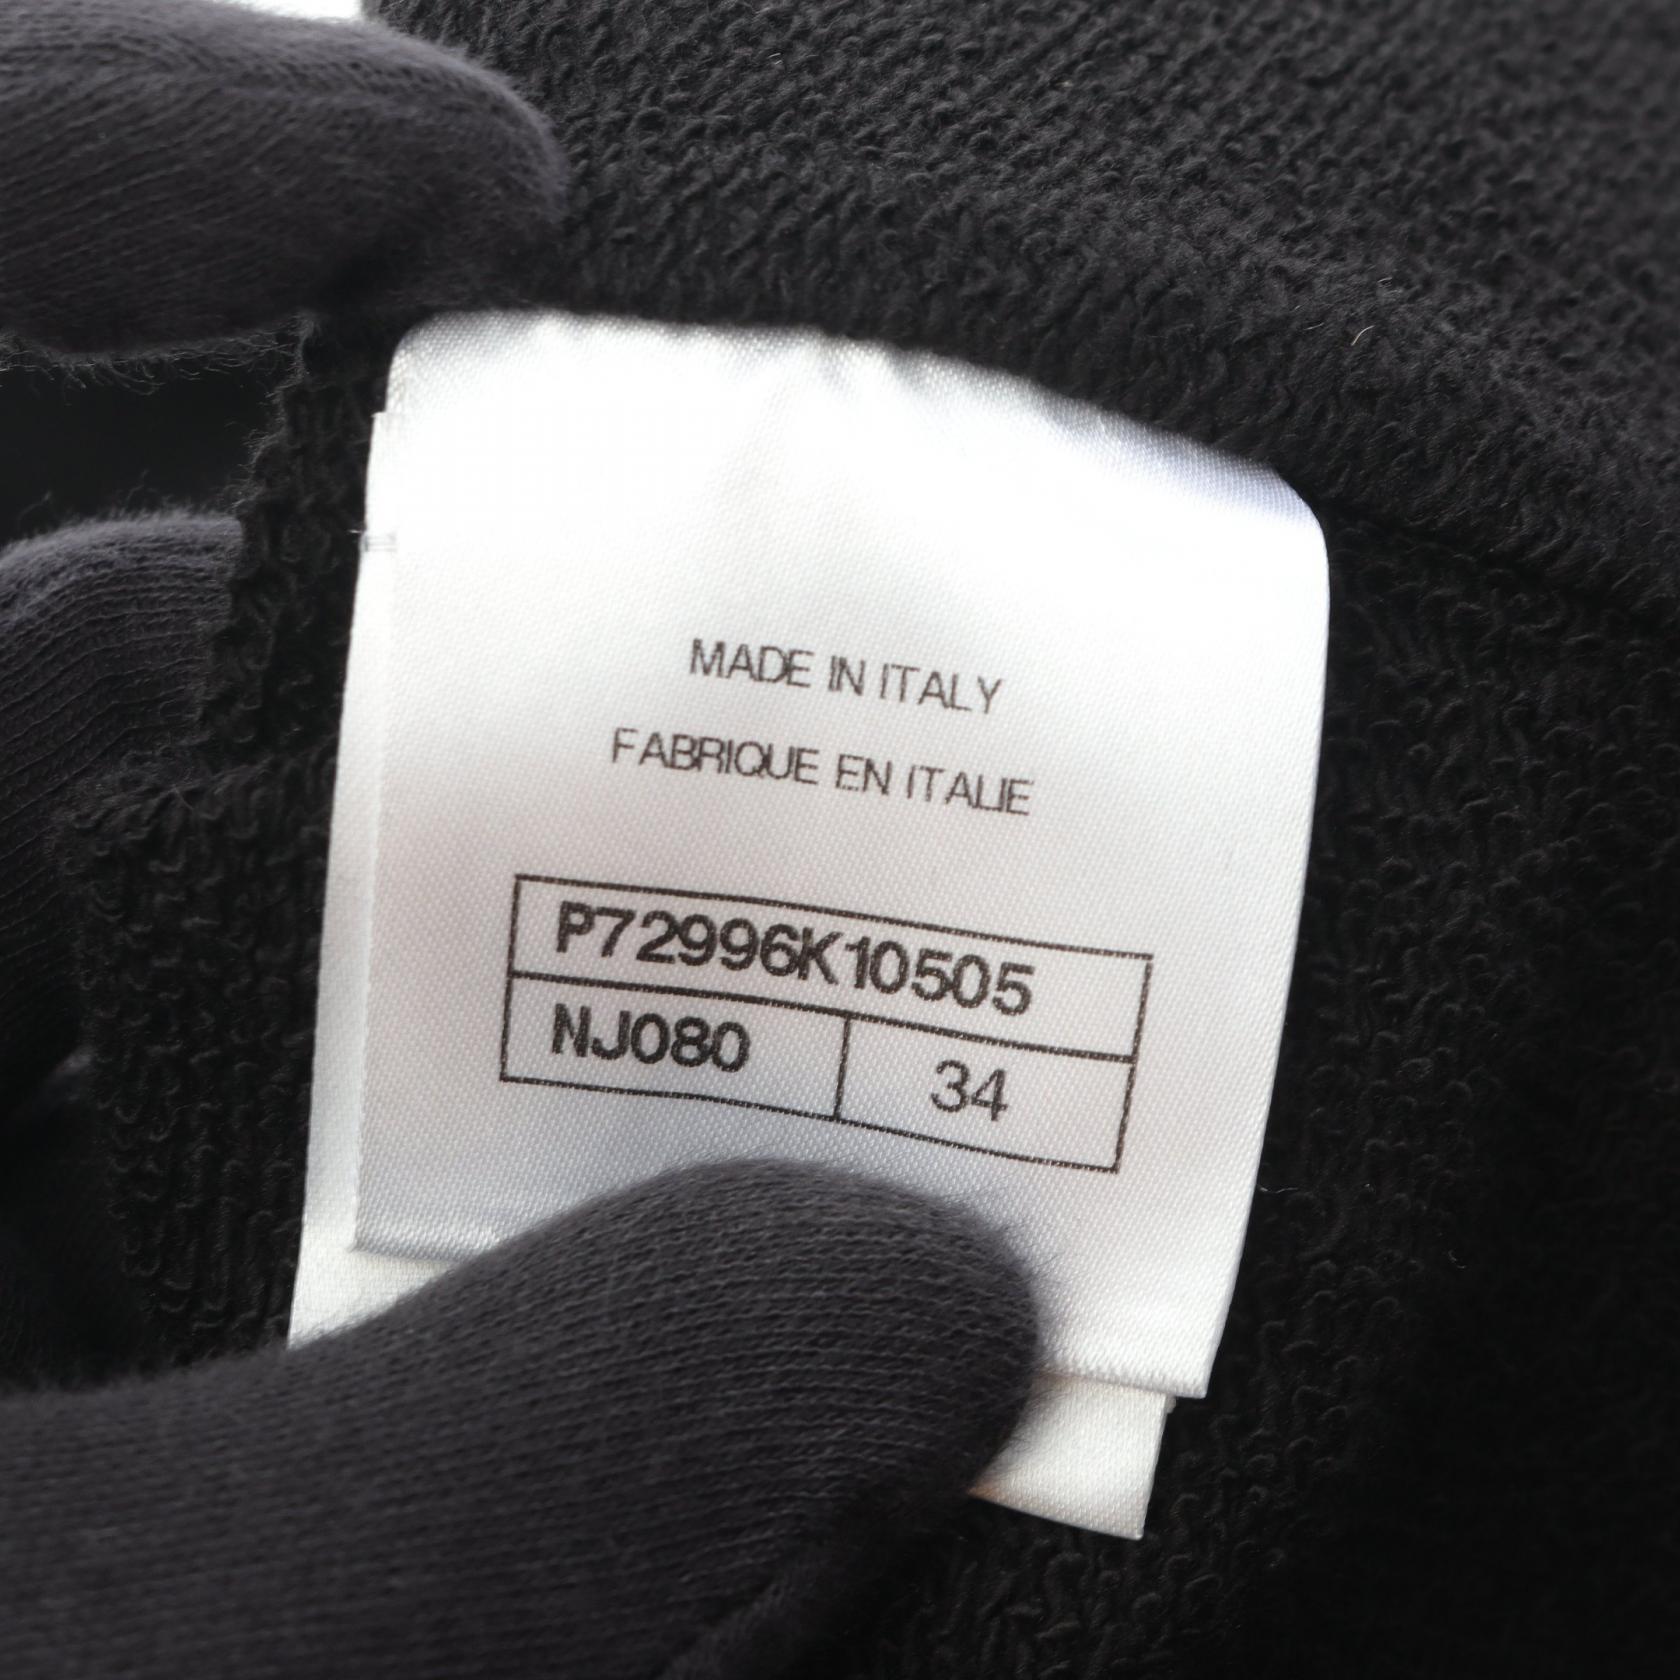 MADE IN ITALY
FABRIQUE EN ITALIE
P72996K10505
NJ080 34